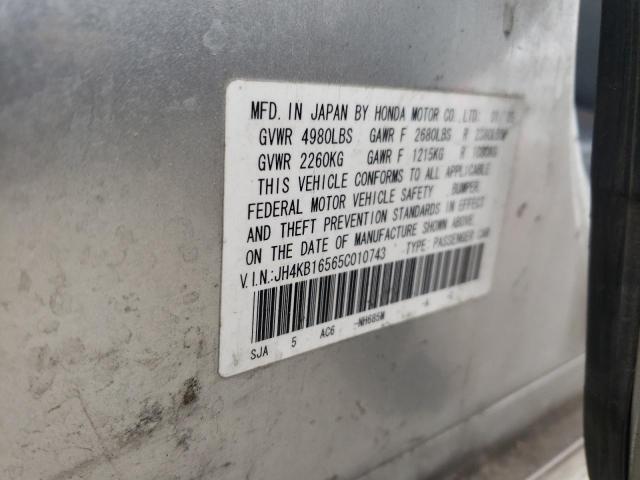 MFD. IN JAPAN BY HONDA MOTOR CO., LTD.
GVWR 4980LBS GAWR F 2680LBS R
GVWR 2260KG GAWR F 1215KG R
THIS VEHICLE CONFORMS TO ALL APPLICABLE
FEDERAL MOTOR VEHICLE SAFETY BUMPER,
AND THEFT PREVENTION STANDARDS IN EFFECT
ON THE DATE OF MANUFACTURE SHOWN ABOVE.
V.I.N.:JH4KB16565C010743 TYPE: PASSENGER CAR
SJA 5 AC6 -NH685M